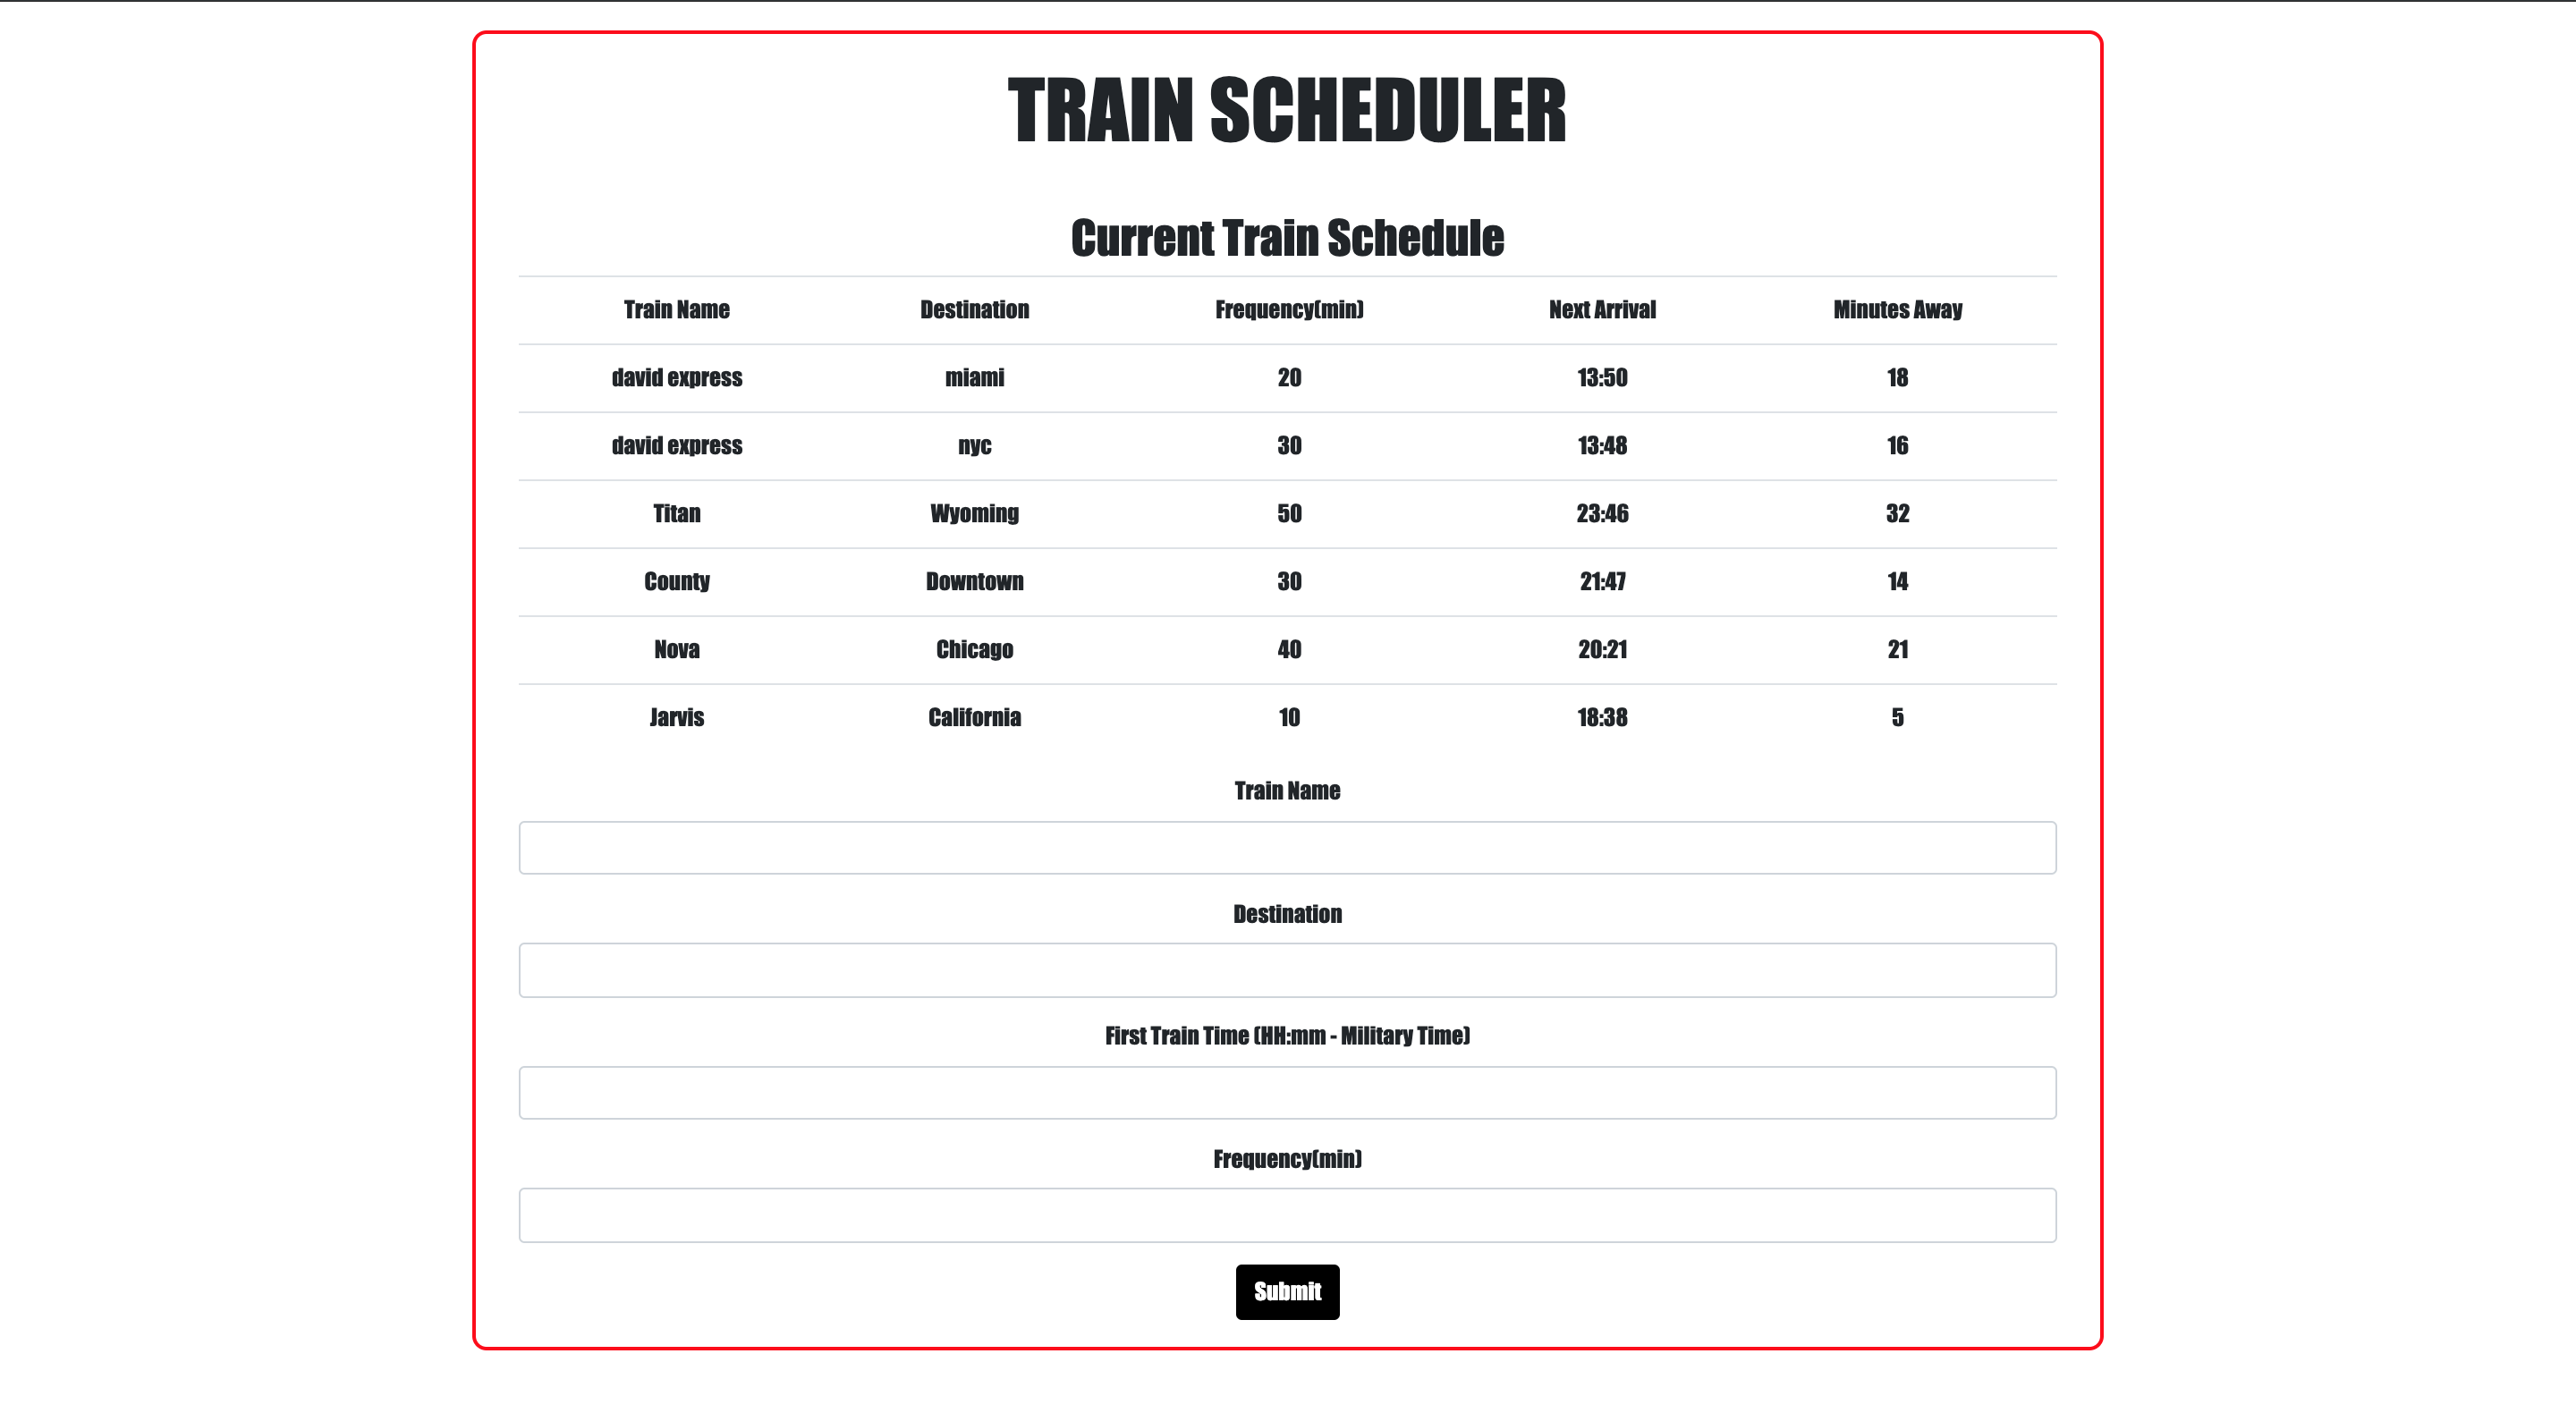 TRAIN SCHEDULER
Current Train Schedule
Train Name Destination Frequency(min) Next Arrival Minutes Away
david express miami 20 13:50 18
david express nyc 30 13:48 16
Titan Wyoming 50 23:46 32
County Downtown 30 21:47 14
Nova Chicago 40 20:21 21
Jarvis California 10 18:38 5
Train Name
Destination
First Train Time (HH:mm - Military Time)
Frequency(min)
Submit